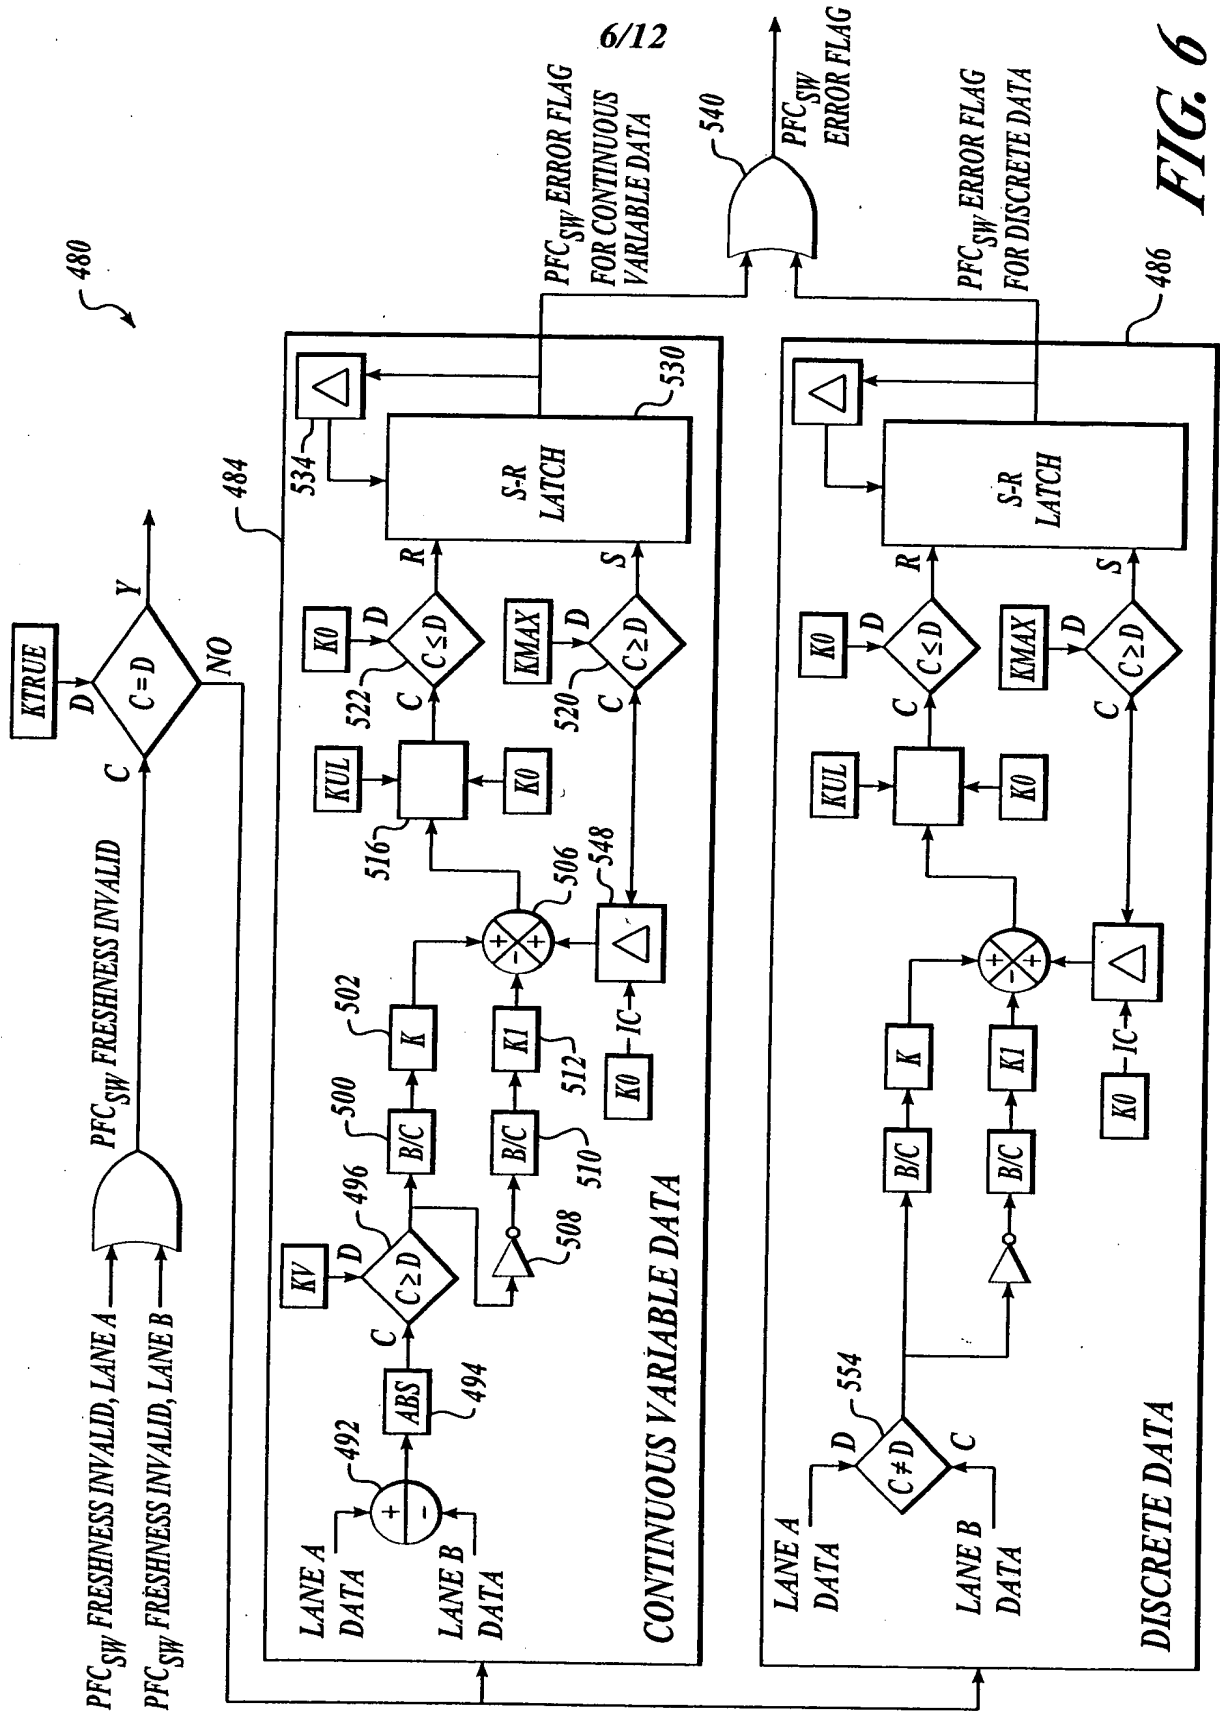 6/12
480
PFCSW FRESHNESS INVALID, LANE A
PFCSW FRESHNESS INVALID, LANE B
PFCSW FRESHNESS INVALID
KTRUE
D
C
C = D
Y
NO
484
LANE A
DATA
LANE B
DATA
+
-
492
ABS
494
KV
D
C
C ≥ D
496
B/C
500
K
502
508
B/C
510
K1
512
+
-
+
506
K0
IC
△
548
KUL
516
K0
K0
D
C
C ≤ D
522
R
KMAX
D
C
C ≥ D
520
S
S-R
LATCH
530
△
534
CONTINUOUS VARIABLE DATA
PFCSW ERROR FLAG
FOR CONTINUOUS
VARIABLE DATA
540
PFCSW
ERROR FLAG
PFCSW ERROR FLAG
FOR DISCRETE DATA
486
LANE A
DATA
LANE B
DATA
D
C
C ≠ D
554
B/C
K
B/C
K1
+
-
+
K0
IC
△
KUL
K0
K0
D
C
C ≤ D
R
KMAX
D
C
C ≥ D
S
S-R
LATCH
△
DISCRETE DATA
FIG. 6